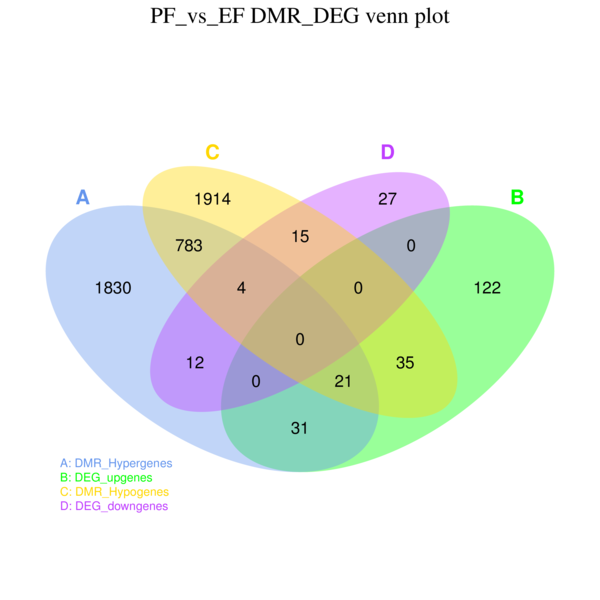 PF_vs_EF DMR_DEG venn plot
C
D
A
B
1914
27
783
15
0
1830
4
0
122
0
12
35
0
21
31
A: DMR_Hypergenes
B: DEG_upgenes
C: DMR_Hypogenes
D: DEG_downgenes